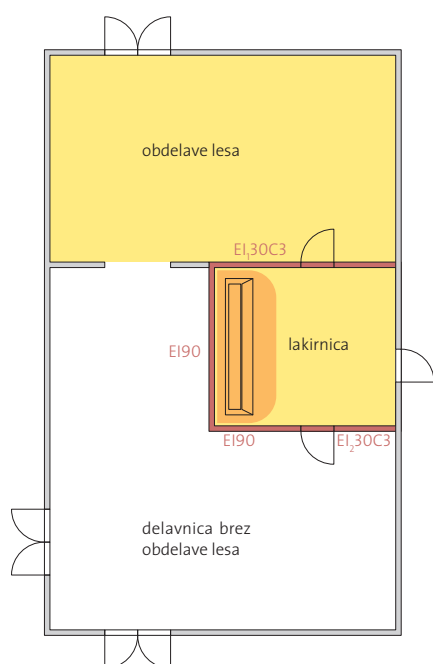 obdelave lesa
EI₁30C3
lakirnica
EI90
EI90
EI₂30C3
delavnica brez
obdelave lesa